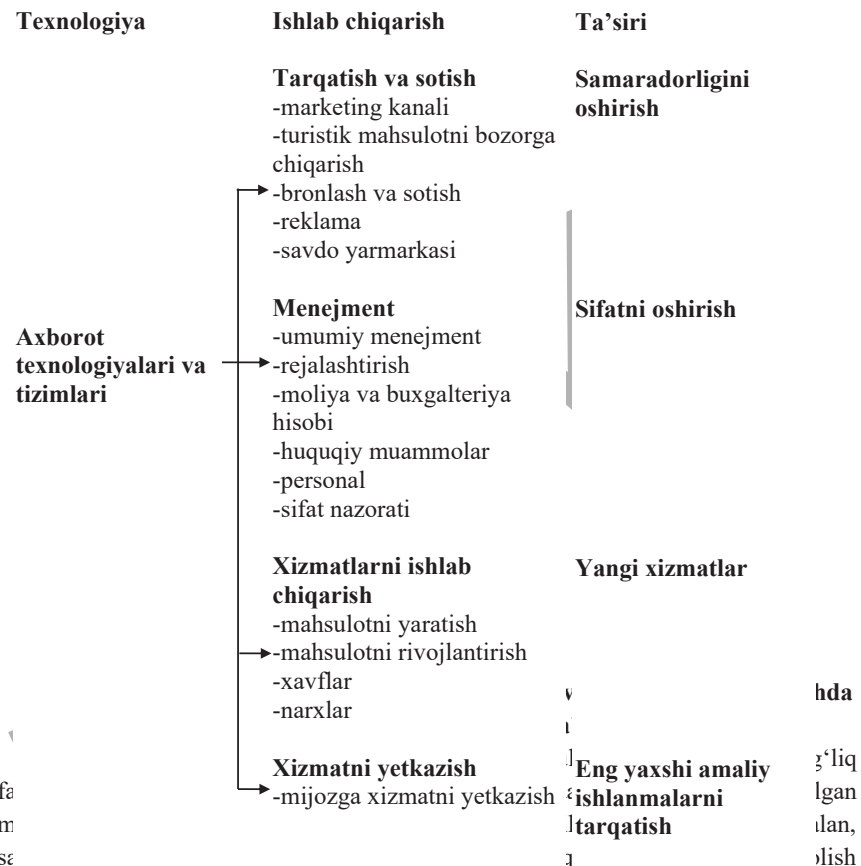 Texnologiya
Ishlab chiqarish
Ta’siri
Tarqatish va sotish
-marketing kanali
-turistik mahsulotni bozorga
chiqarish
-bronlash va sotish
-reklama
-savdo yarmarkasi
Samaradorligini
oshirish
Axborot
texnologiyalari va
tizimlari
Menejment
-umumiy menejment
-rejalashtirish
-moliya va buxgalteriya
hisobi
-huquqiy muammolar
-personal
-sifat nazorati
Sifatni oshirish
Xizmatlarni ishlab
chiqarish
-mahsulotni yaratish
-mahsulotni rivojlantirish
-xavflar
-narxlar
Yangi xizmatlar
Xizmatni yetkazish
-mijozga xizmatni yetkazish
Eng yaxshi amaliy
ishlanmalarni
tarqatish